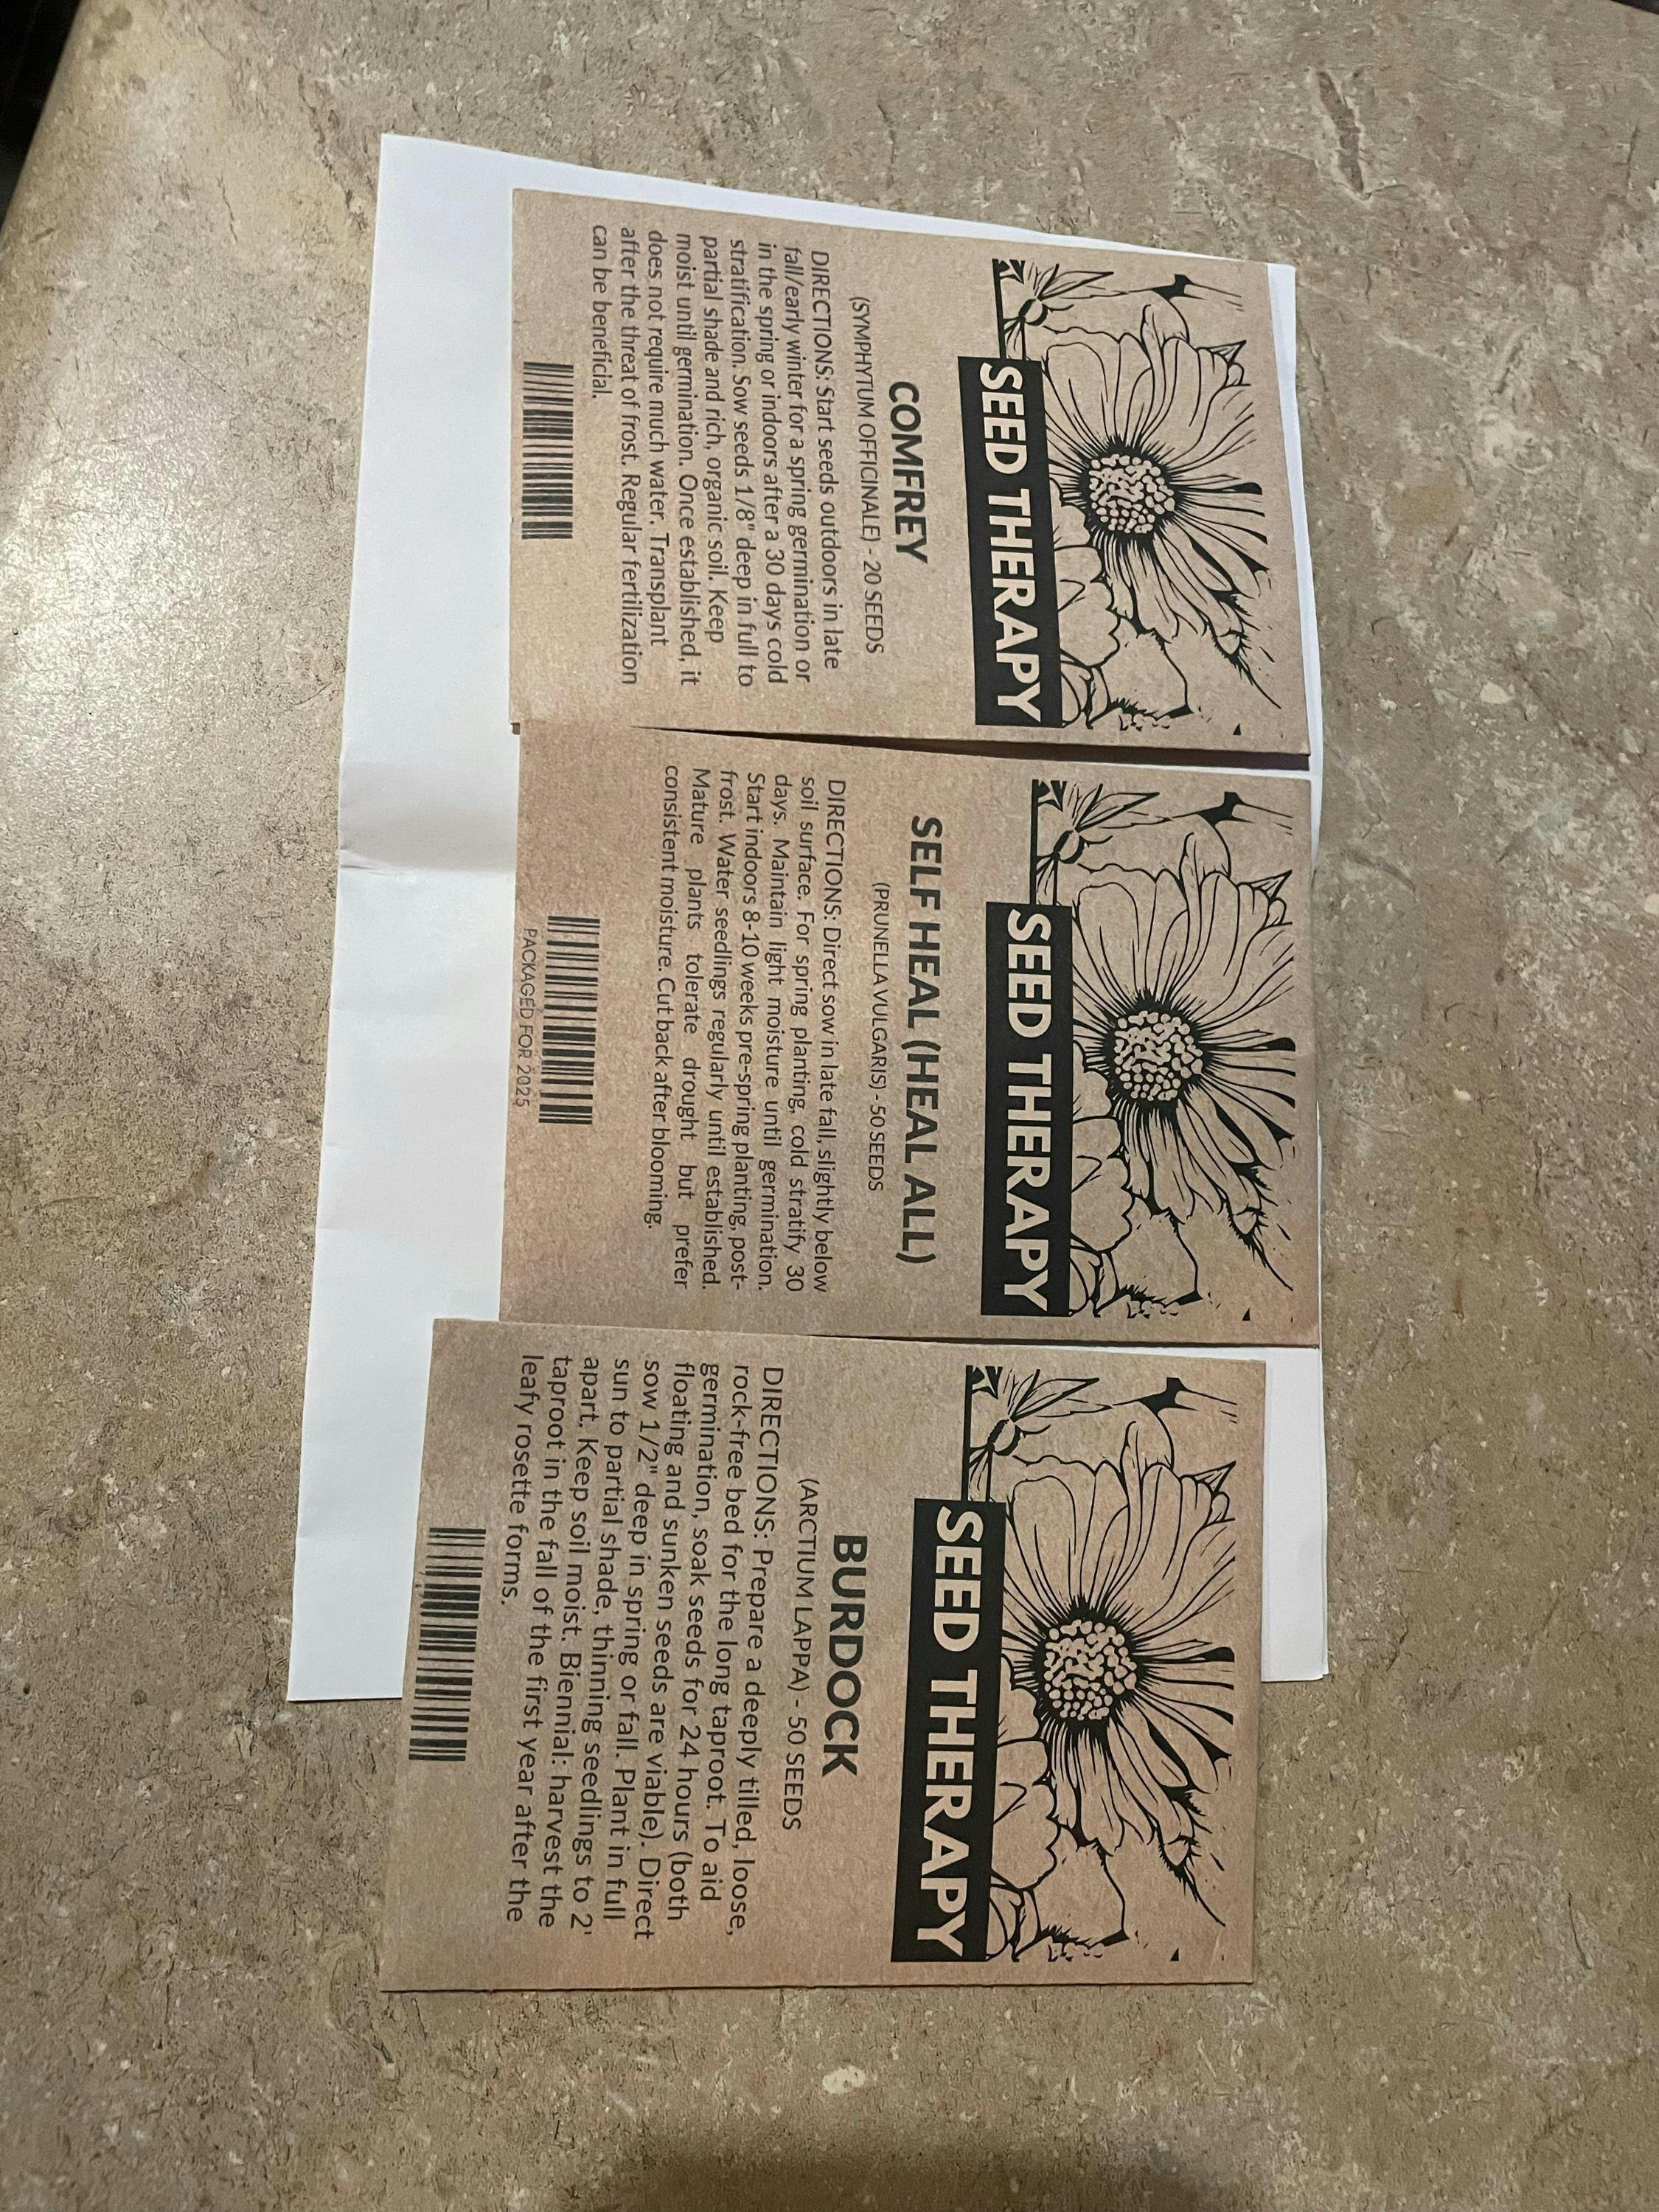 SEED THERAPY
COMFREY
(SYMPHYTUM OFFICINALE) - 20 SEEDS
DIRECTIONS: Start seeds outdoors in late
fall/early winter for a spring germination or
in the spring or indoors after a 30 days cold
stratification. Sow seeds 1/8" deep in full to
partial shade and rich, organic soil. Keep
moist until germination. Once established, it
does not require much water. Transplant
after the threat of frost. Regular fertilization
can be beneficial.
SEED THERAPY
SELF HEAL (HEAL ALL)
(PRUNELLA VULGARIS) - 50 SEEDS
DIRECTIONS: Direct sow in late fall, slightly below
soil surface. For spring planting, cold stratify 30
days. Maintain light moisture until germination.
Start indoors 8-10 weeks pre-spring planting, post-
frost. Water seedlings regularly until established.
Mature plants tolerate drought but prefer
consistent moisture. Cut back after blooming.
PACKAGED FOR 2025
SEED THERAPY
BURDOCK
(ARCTIUM LAPPA) - 50 SEEDS
DIRECTIONS: Prepare a deeply tilled, loose,
rock-free bed for the long taproot. To aid
germination, soak seeds for 24 hours (both
floating and sunken seeds are viable). Direct
sow 1/2" deep in spring or fall. Plant in full
sun to partial shade, thinning seedlings to 2'
apart. Keep soil moist. Biennial: harvest the
taproot in the fall of the first year after the
leafy rosette forms.